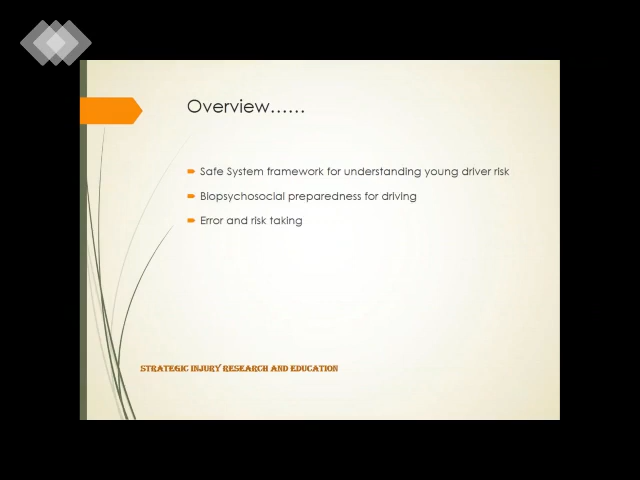 Overview……
Safe System framework for understanding young driver risk
Biopsychosocial preparedness for driving
Error and risk taking
STRATEGIC INJURY RESEARCH AND EDUCATION